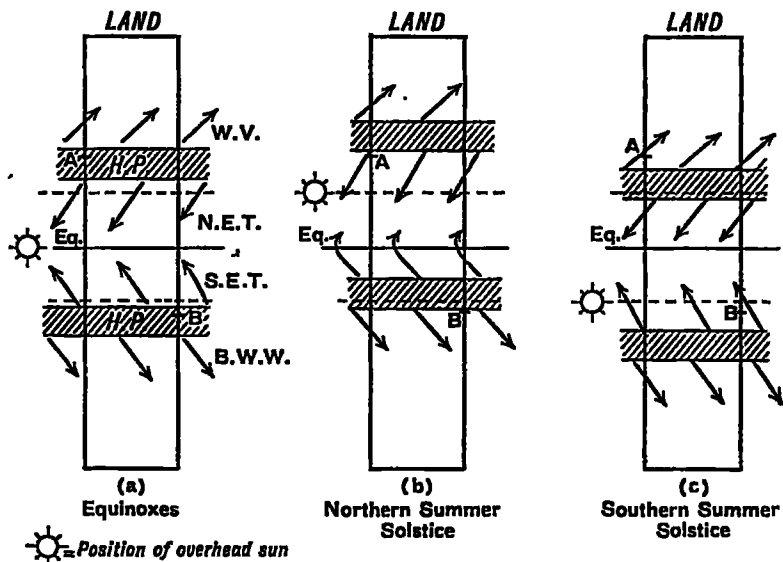 LAND
W.V.
A
H.P.
N.E.T.
Eq.
S.E.T.
H.P.
B
B.W.W.
(a)
Equinoxes
LAND
A
Eq.
B
(b)
Northern Summer
Solstice
LAND
A
Eq.
B
(c)
Southern Summer
Solstice
=Position of overhead sun